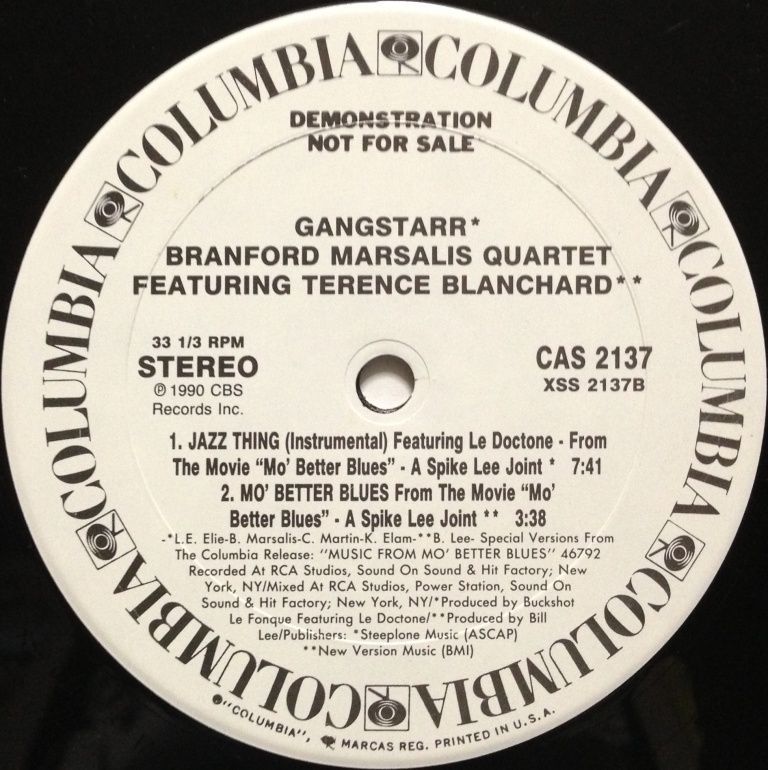 COLUMBIA COLUMBIA COLUMBIA COLUMBIA COLUMBIA COLUMBIA COLUMBIA COLUMBIA
DEMONSTRATION
NOT FOR SALE
GANGSTARR*
BRANFORD MARSALIS QUARTET
FEATURING TERENCE BLANCHARD**
33 1/3 RPM
STEREO
℗ 1990 CBS
Records Inc.
CAS 2137
XSS 2137B
1. JAZZ THING (Instrumental) Featuring Le Doctone - From
The Movie "Mo' Better Blues" - A Spike Lee Joint * 7:41
2. MO' BETTER BLUES From The Movie "Mo'
Better Blues" - A Spike Lee Joint ** 3:38
-*L.E. Elie-B. Marsalis-C. Martin-K. Elam-**B. Lee- Special Versions From
The Columbia Release: "MUSIC FROM MO' BETTER BLUES" 46792
Recorded At RCA Studios, Sound On Sound & Hit Factory; New
York, NY/Mixed At RCA Studios, Power Station, Sound On
Sound & Hit Factory; New York, NY/*Produced by Buckshot
Le Fonque Featuring Le Doctone/**Produced by Bill
Lee/Publishers: *Steeplone Music (ASCAP)
**New Version Music (BMI)
"COLUMBIA", MARCAS REG. PRINTED IN U.S.A.